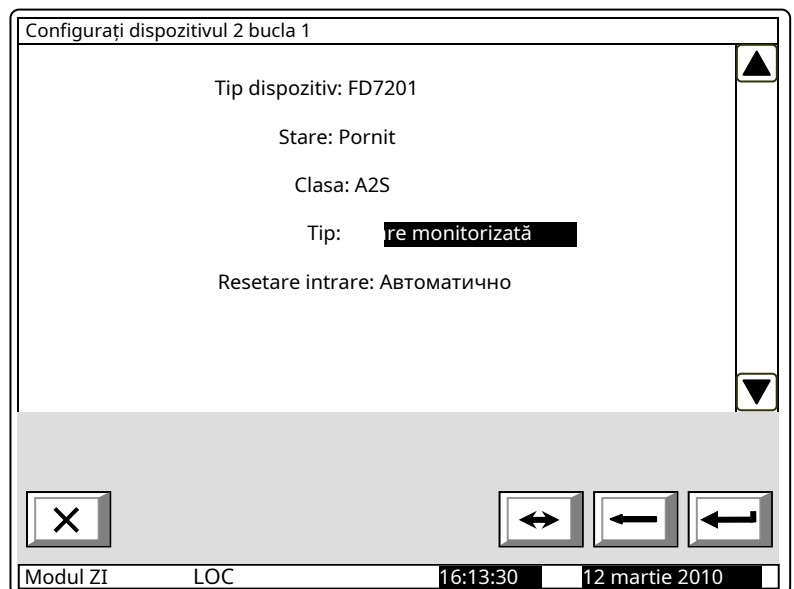 Configurați dispozitivul 2 bucla 1
Tip dispozitiv: FD7201
Stare: Pornit
Clasa: A2S
Tip: re monitorizată
Resetare intrare: Автоматично
Modul ZI LOC 16:13:30 12 martie 2010